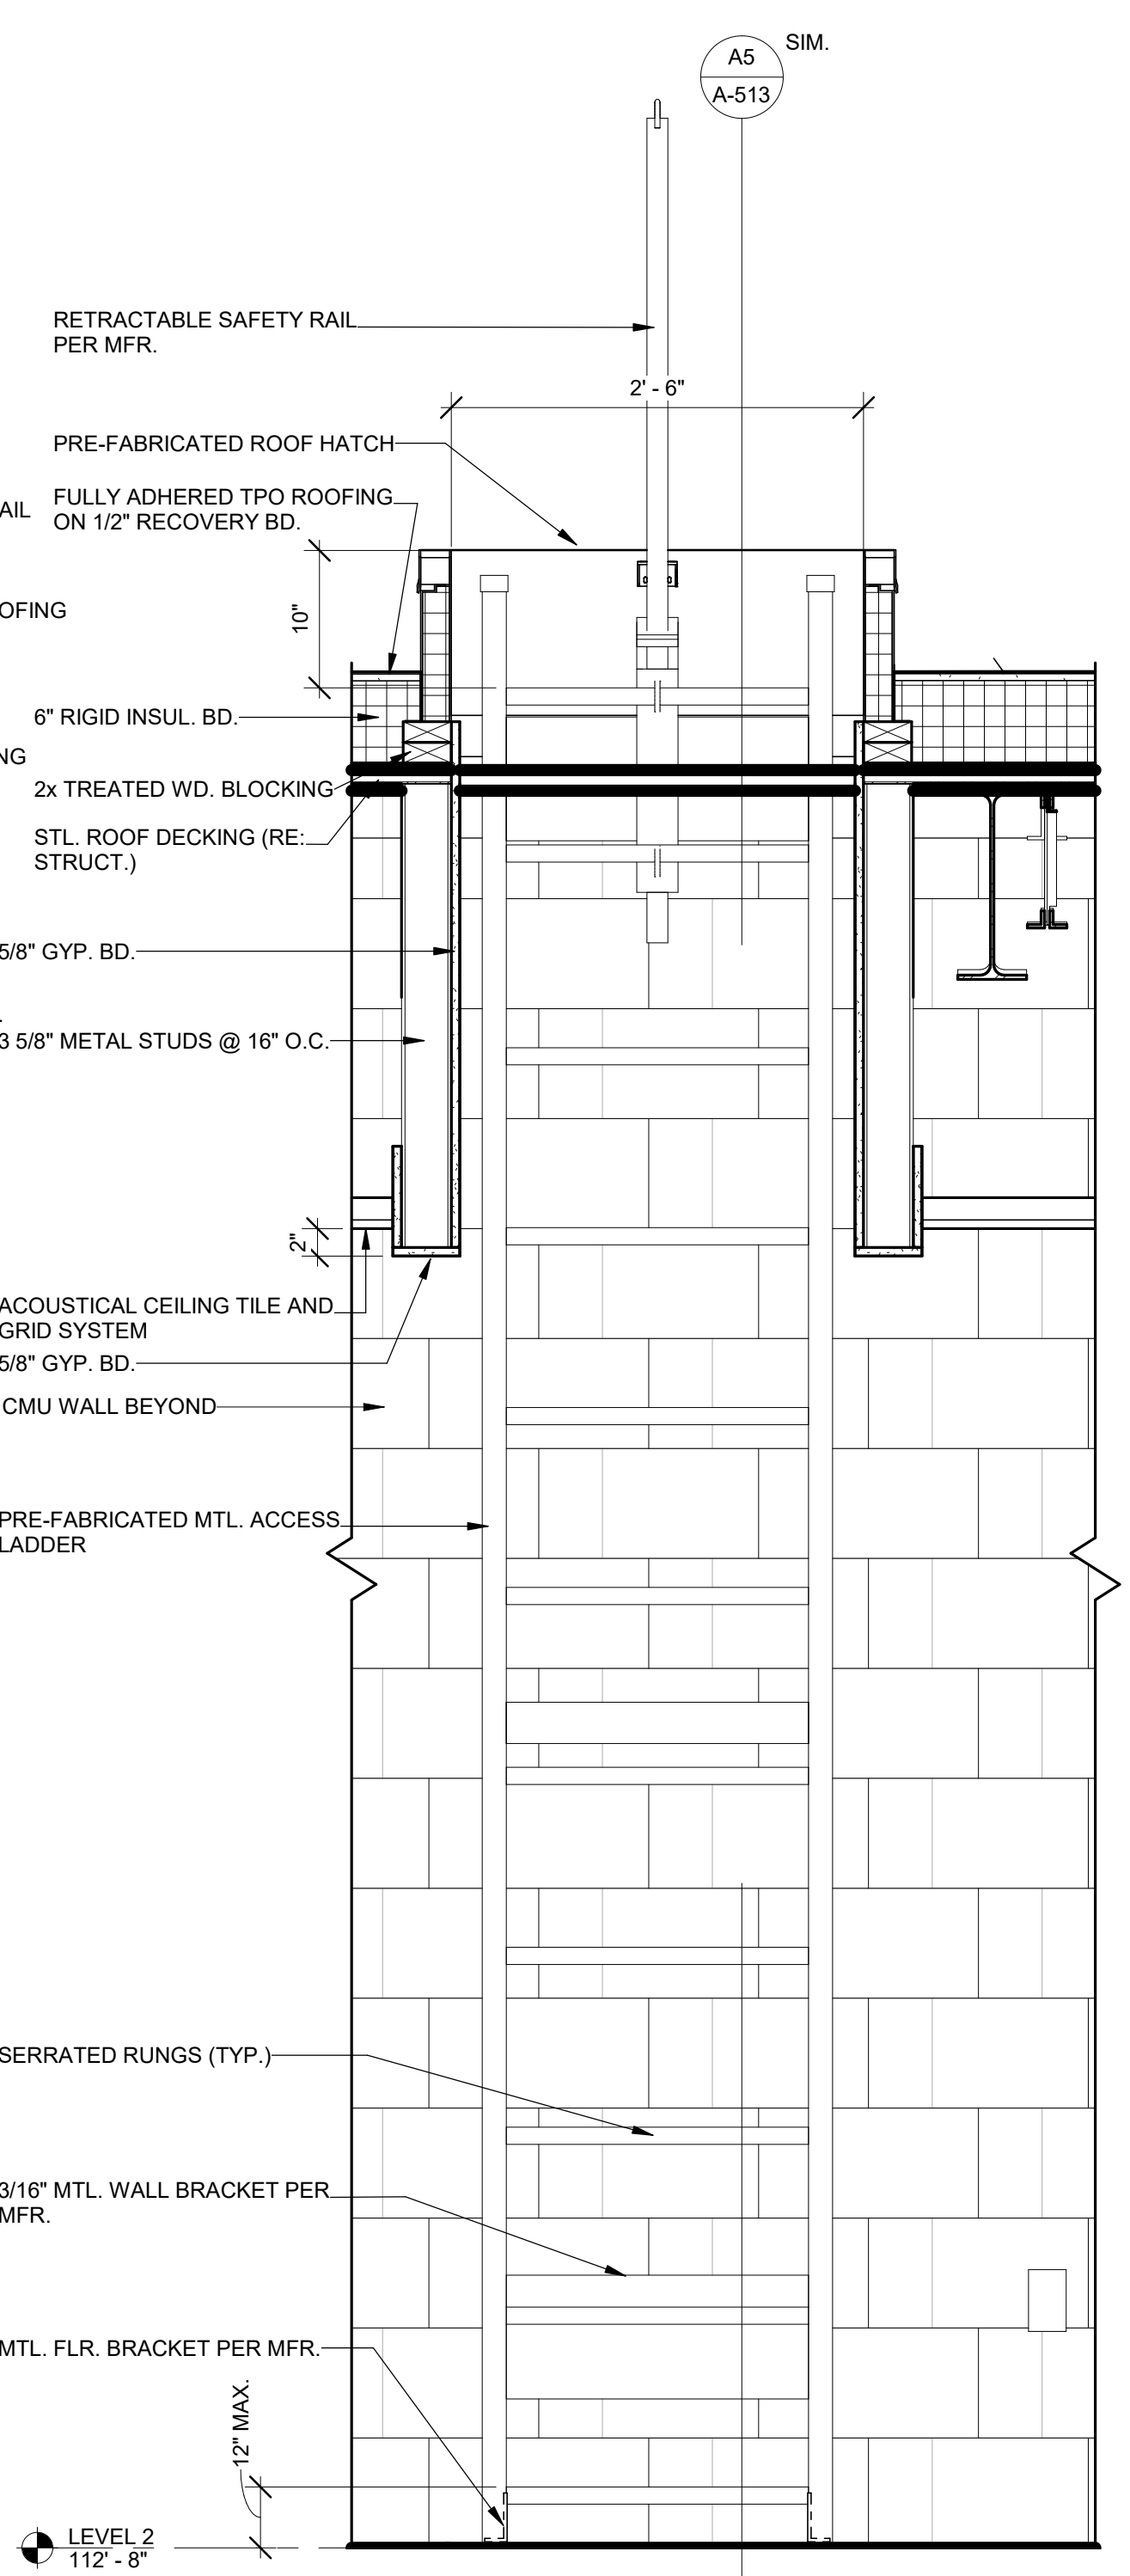 A5
SIM.
A-513
RETRACTABLE SAFETY RAIL
PER MFR.
2' - 6"
PRE-FABRICATED ROOF HATCH
AIL
FULLY ADHERED TPO ROOFING
ON 1/2" RECOVERY BD.
10"
OFING
6" RIGID INSUL. BD.
NG
2x TREATED WD. BLOCKING
STL. ROOF DECKING (RE:
STRUCT.)
5/8" GYP. BD.
3 5/8" METAL STUDS @ 16" O.C.
2"
ACOUSTICAL CEILING TILE AND
GRID SYSTEM
5/8" GYP. BD.
CMU WALL BEYOND
PRE-FABRICATED MTL. ACCESS
LADDER
SERRATED RUNGS (TYP.)
3/16" MTL. WALL BRACKET PER
MFR.
MTL. FLR. BRACKET PER MFR.
12" MAX.
LEVEL 2
112' - 8"